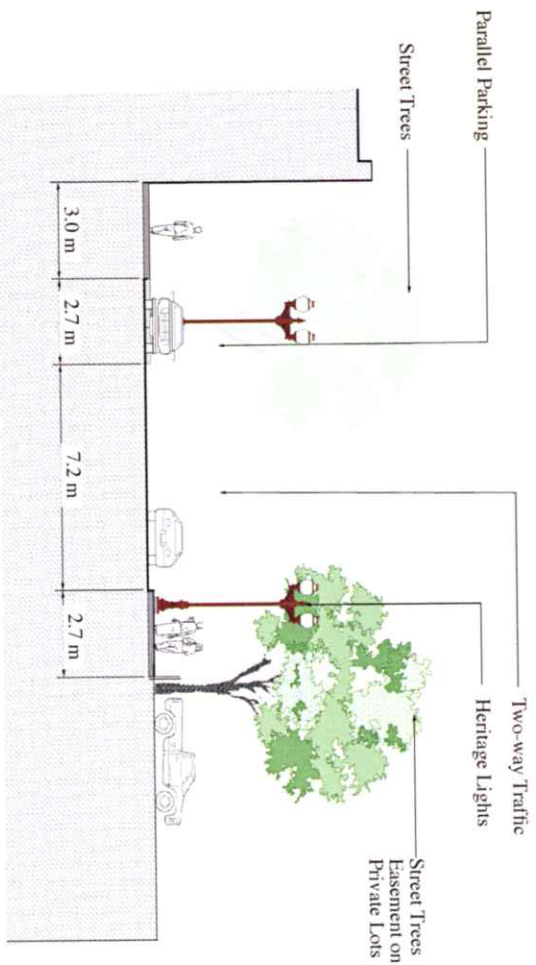 Parallel Parking
Street Trees
Two-way Traffic
Heritage Lights
Street Trees
Easement on
Private Lots
3.0 m
2.7 m
7.2 m
2.7 m